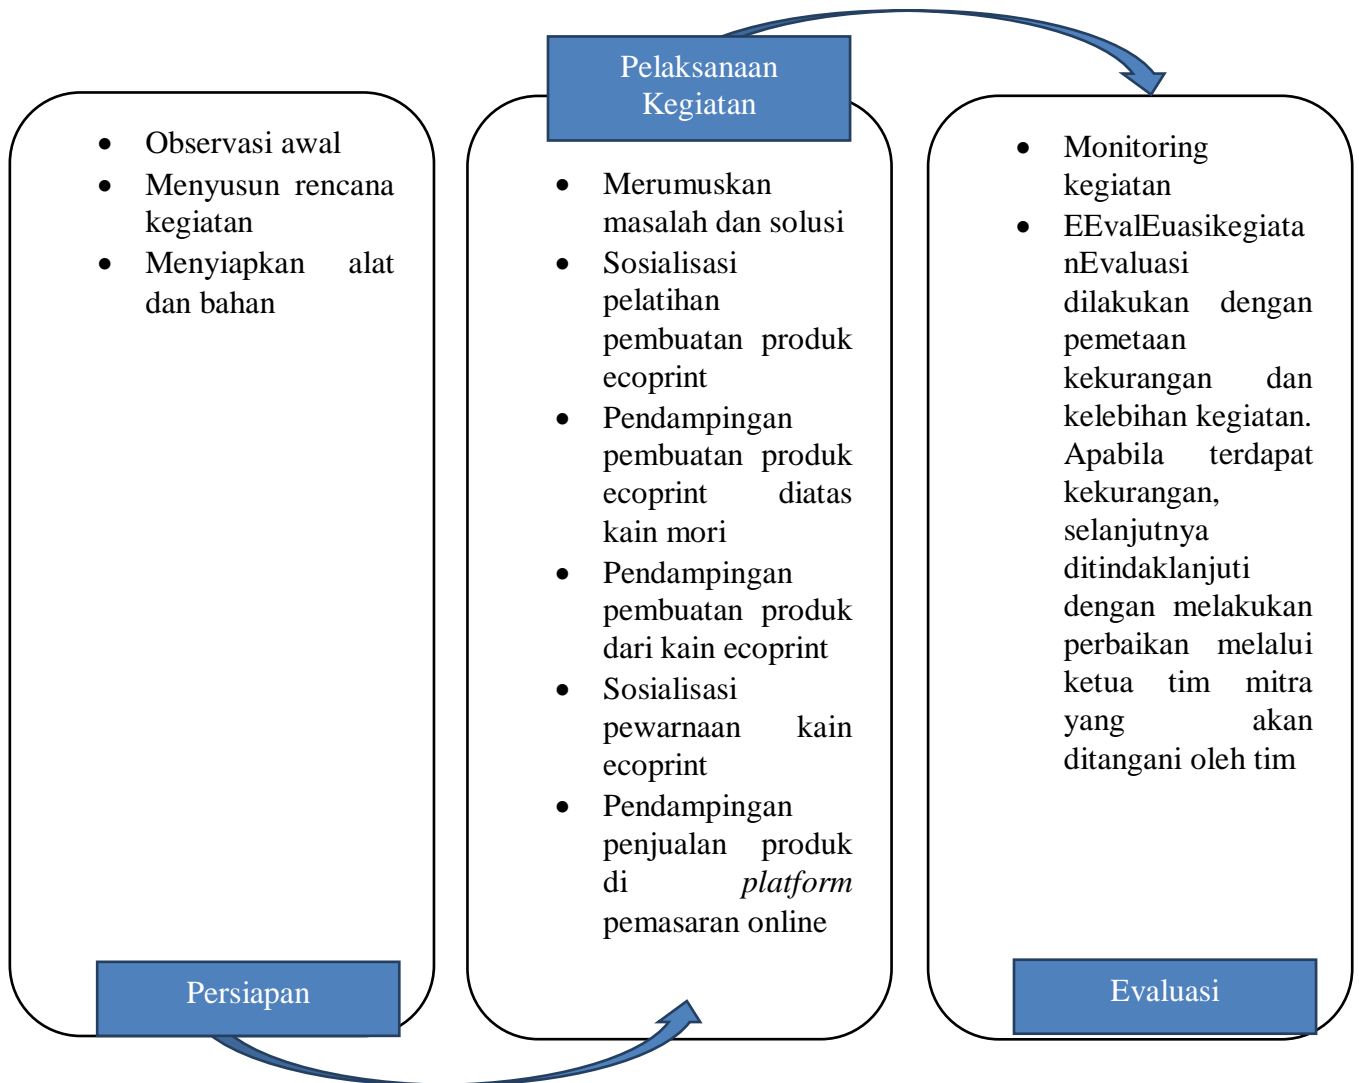 • Observasi awal
• Menyusun rencana
kegiatan
• Menyiapkan alat
dan bahan
Persiapan
Pelaksanaan
Kegiatan
• Merumuskan
masalah dan solusi
• Sosialisasi
pelatihan
pembuatan produk
ecoprint
• Pendampingan
pembuatan produk
ecoprint diatas
kain mori
• Pendampingan
pembuatan produk
dari kain ecoprint
• Sosialisasi
pewarnaan kain
ecoprint
• Pendampingan
penjualan produk
di platform
pemasaran online
• Monitoring
kegiatan
• EEvalEuasikegiata
nEvaluasi
dilakukan dengan
pemetaan
kekurangan dan
kelebihan kegiatan.
Apabila terdapat
kekurangan,
selanjutnya
ditindaklanjuti
dengan melakukan
perbaikan melalui
ketua tim mitra
yang akan
ditangani oleh tim
Evaluasi